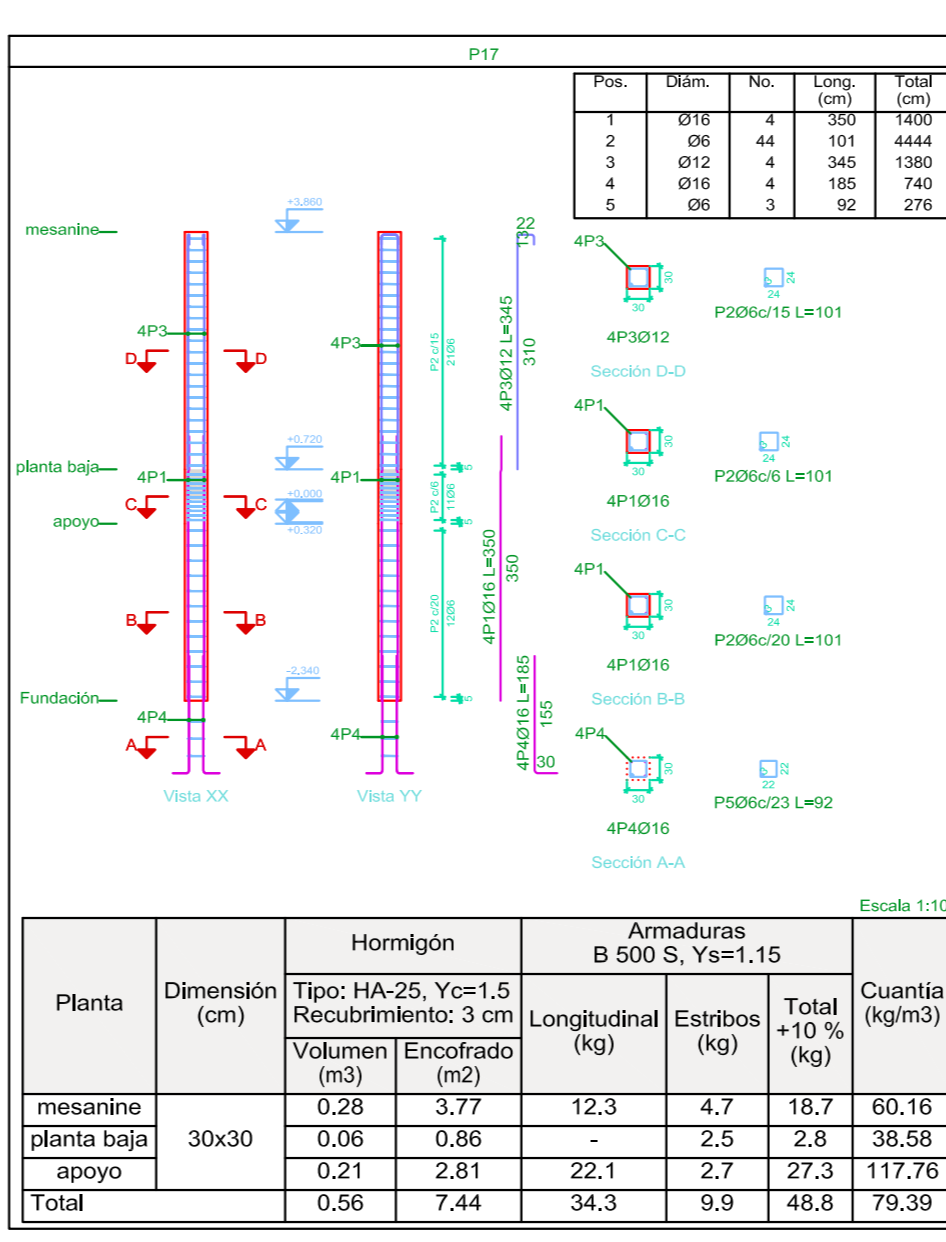 P17
Pos. Diám. No. Long. (cm) Total (cm)
1 Ø16 4 350 1400
2 Ø6 44 101 4444
3 Ø12 4 345 1380
4 Ø16 4 185 740
5 Ø6 3 92 276
mesanine
planta baja
apoyo
Fundación
+3.860
+0.720
+0.000
+0.320
-2.340
4P3
4P1
4P4
D D
C C
B B
A A
Vista XX
4P3
4P1
4P4
Vista YY
P2 c/15
21Ø6
5
P2 c/6
11Ø6
5
P2 c/20
12Ø6
5
22
13
4P3Ø12 L=345
310
4P1Ø16 L=350
350
4P4Ø16 L=185
155
30
4P3
30
30
4P3Ø12
Sección D-D
24
24
P2Ø6c/15 L=101
4P1
30
30
4P1Ø16
Sección C-C
24
24
P2Ø6c/6 L=101
4P1
30
30
4P1Ø16
Sección B-B
24
24
P2Ø6c/20 L=101
4P4
30
30
4P4Ø16
Sección A-A
22
22
P5Ø6c/23 L=92
Escala 1:10
Planta Dimensión (cm) Hormigón Armaduras
B 500 S, Ys=1.15 Cuantía (kg/m3)
Tipo: HA-25, Yc=1.5
Recubrimiento: 3 cm
Longitudinal (kg) Estribos (kg) Total +10 % (kg)
Volumen (m3) Encofrado (m2)
mesanine 30x30 0.28 3.77 12.3 4.7 18.7 60.16
planta baja 0.06 0.86 - 2.5 2.8 38.58
apoyo 0.21 2.81 22.1 2.7 27.3 117.76
Total 0.56 7.44 34.3 9.9 48.8 79.39